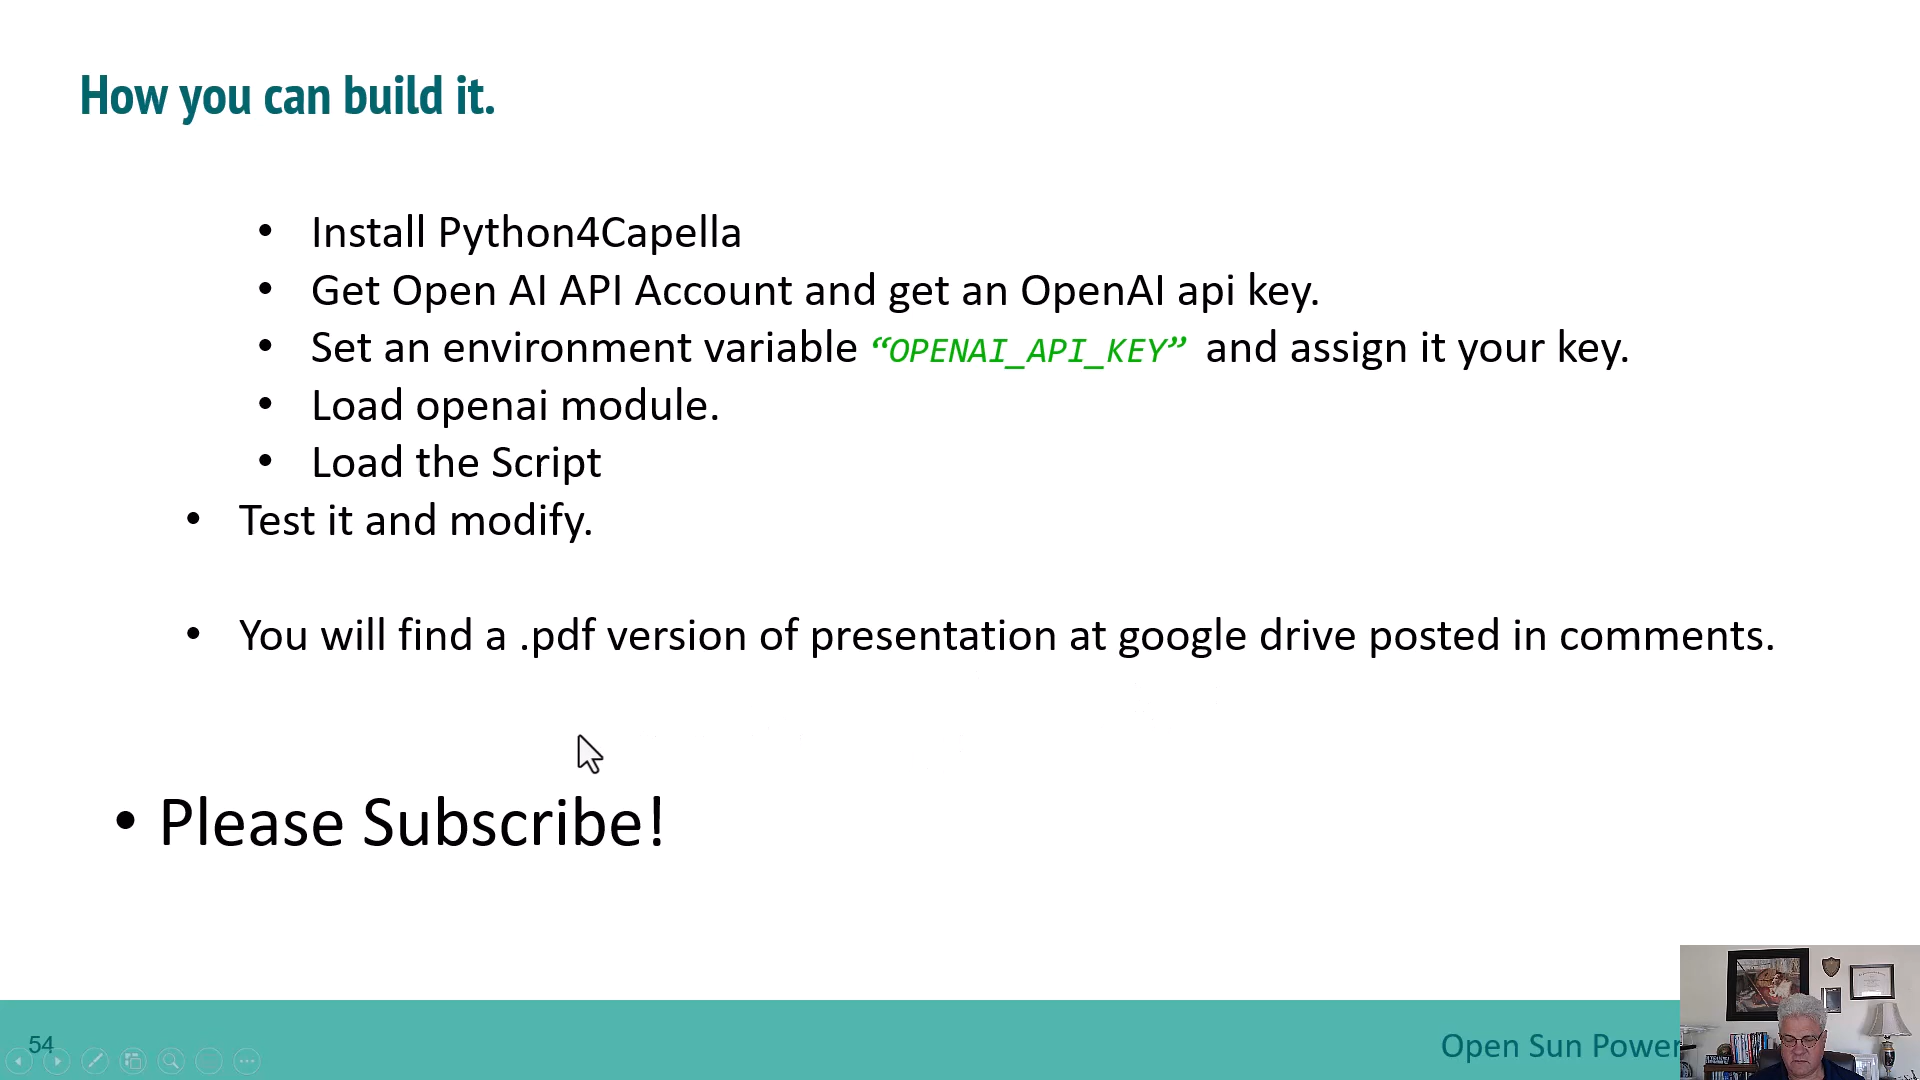 How you can build it.
• Install Python4Capella
• Get Open AI API Account and get an OpenAI api key.
• Set an environment variable “OPENAI_API_KEY” and assign it your key.
• Load openai module.
• Load the Script
• Test it and modify.
• You will find a .pdf version of presentation at google drive posted in comments.
• Please Subscribe!
54
Open Sun Power